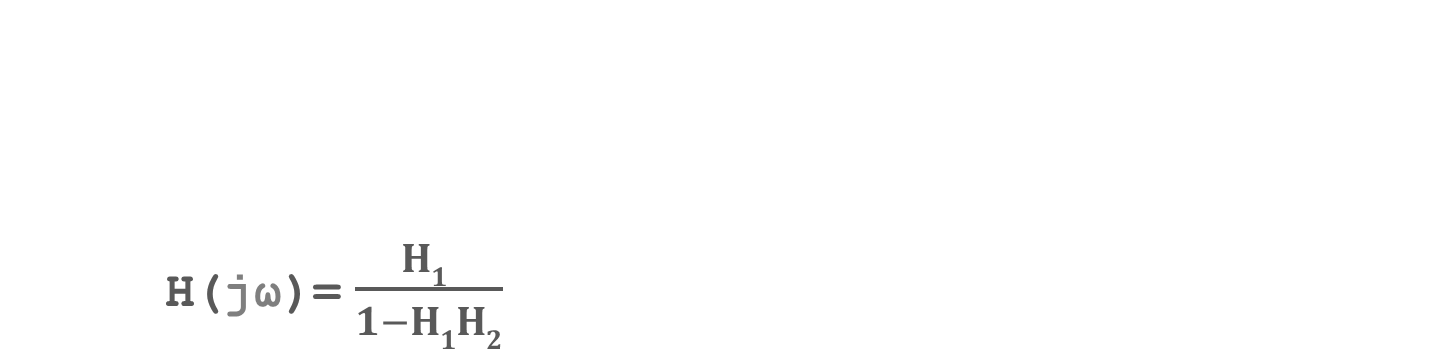 H(jω)=
H₁
1−H₁H₂